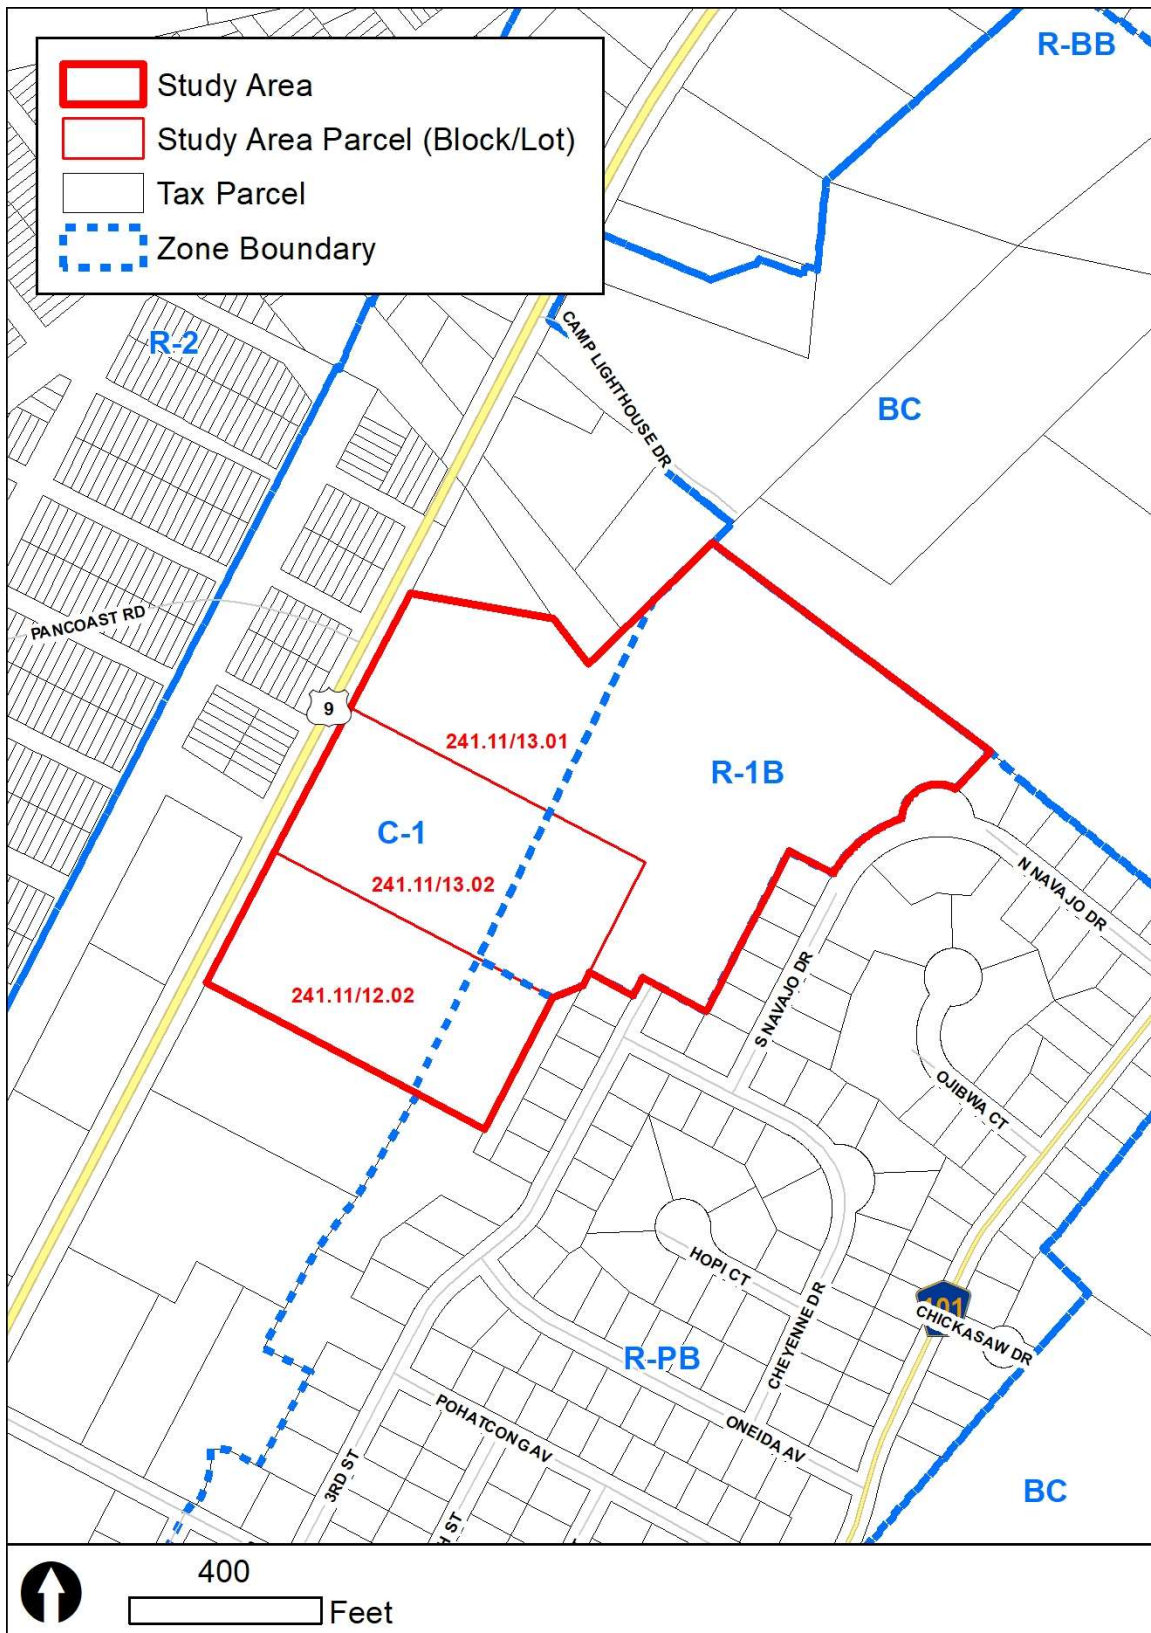 R-BB
Study Area
Study Area Parcel (Block/Lot)
Tax Parcel
Zone Boundary
R-2
CAMP LIGHTHOUSE DR
BC
PANCOAST RD
9
241.11/13.01
R-1B
C-1
241.11/13.02
N NAVAJO DR
S NAVAJO DR
241.11/12.02
OJIBWA CT
HOPI CT
CHEYENNE DR
CHICKASAW DR
R-PB
POHATCONG AV
ONEIDA AV
3RD ST
H ST
BC
400
Feet